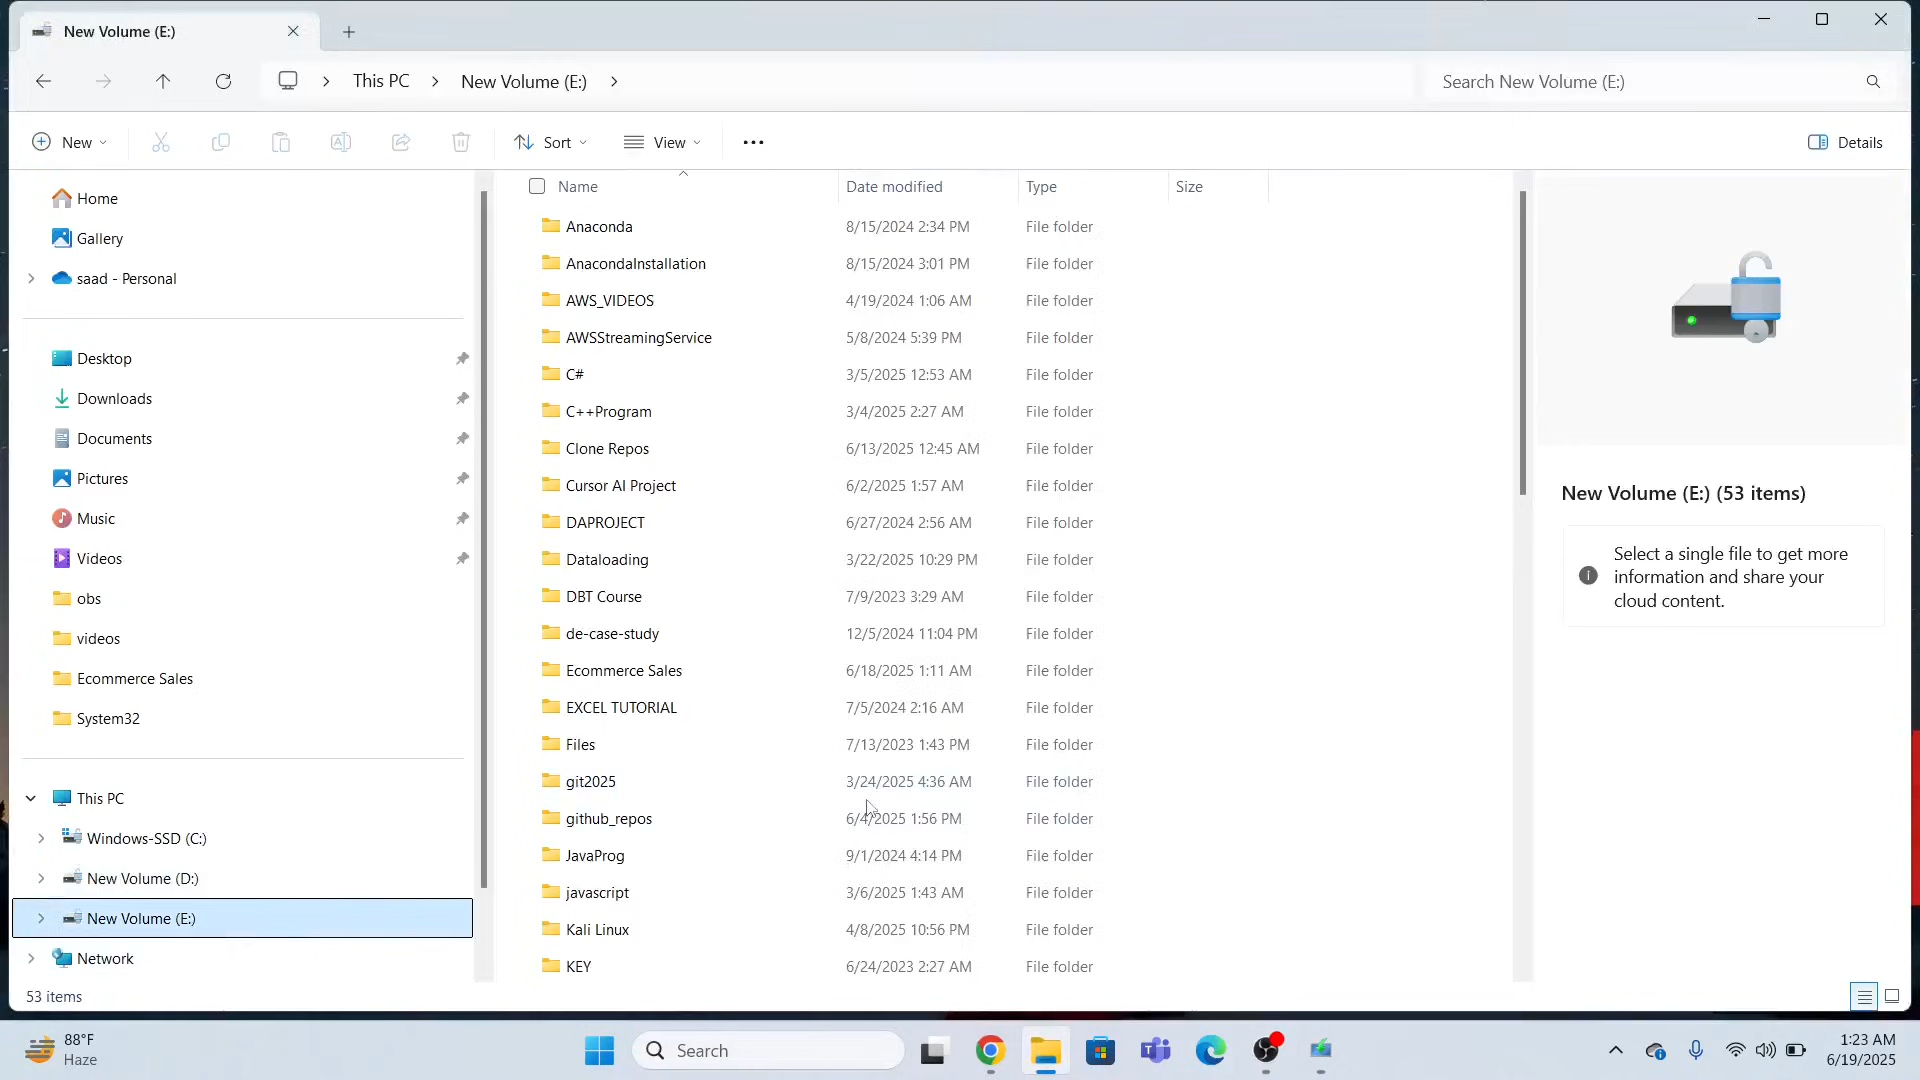 New Volume (E:)
This PC
New Volume (E:)
Search New Volume (E:)
New
Sort
View
Details
Home
Gallery
saad - Personal
Desktop
Downloads
Documents
Pictures
Music
Videos
obs
videos
Ecommerce Sales
System32
This PC
Windows-SSD (C:)
New Volume (D:)
New Volume (E:)
Network
Name Date modified Type Size
Anaconda 8/15/2024 2:34 PM File folder
AnacondaInstallation 8/15/2024 3:01 PM File folder
AWS_VIDEOS 4/19/2024 1:06 AM File folder
AWSStreamingService 5/8/2024 5:39 PM File folder
C# 3/5/2025 12:53 AM File folder
C++Program 3/4/2025 2:27 AM File folder
Clone Repos 6/13/2025 12:45 AM File folder
Cursor AI Project 6/2/2025 1:57 AM File folder
DAPROJECT 6/27/2024 2:56 AM File folder
Dataloading 3/22/2025 10:29 PM File folder
DBT Course 7/9/2023 3:29 AM File folder
de-case-study 12/5/2024 11:04 PM File folder
Ecommerce Sales 6/18/2025 1:11 AM File folder
EXCEL TUTORIAL 7/5/2024 2:16 AM File folder
Files 7/13/2023 1:43 PM File folder
git2025 3/24/2025 4:36 AM File folder
github_repos 6/4/2025 1:56 PM File folder
JavaProg 9/1/2024 4:14 PM File folder
javascript 3/6/2025 1:43 AM File folder
Kali Linux 4/8/2025 10:56 PM File folder
KEY 6/24/2023 2:27 AM File folder
New Volume (E:) (53 items)
Select a single file to get more
information and share your
cloud content.
53 items
88°F
Haze
Search
1:23 AM
6/19/2025